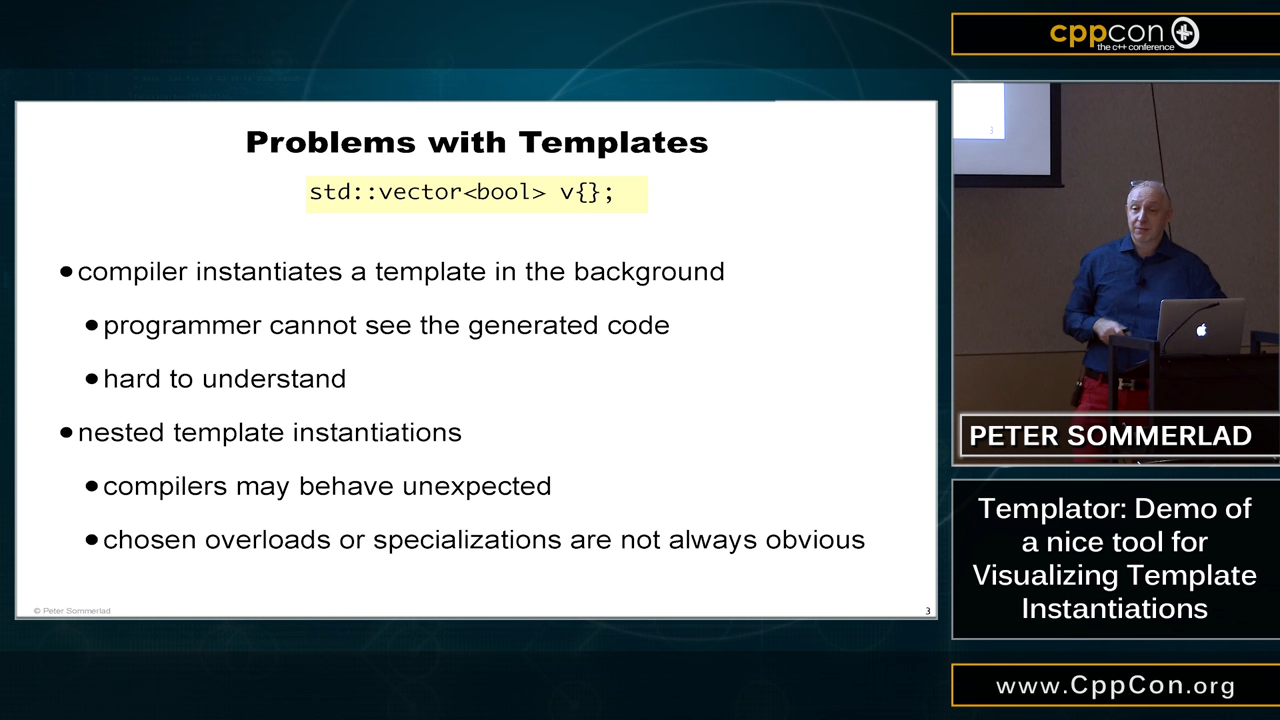 Problems with Templates
std::vector<bool> v{};
•compiler instantiates a template in the background
•programmer cannot see the generated code
•hard to understand
•nested template instantiations
•compilers may behave unexpected
•chosen overloads or specializations are not always obvious
© Peter Sommerlad
3
cppcon
the c++ conference
3
PETER SOMMERLAD
Templator: Demo of
a nice tool for
Visualizing Template
Instantiations
www.CppCon.org